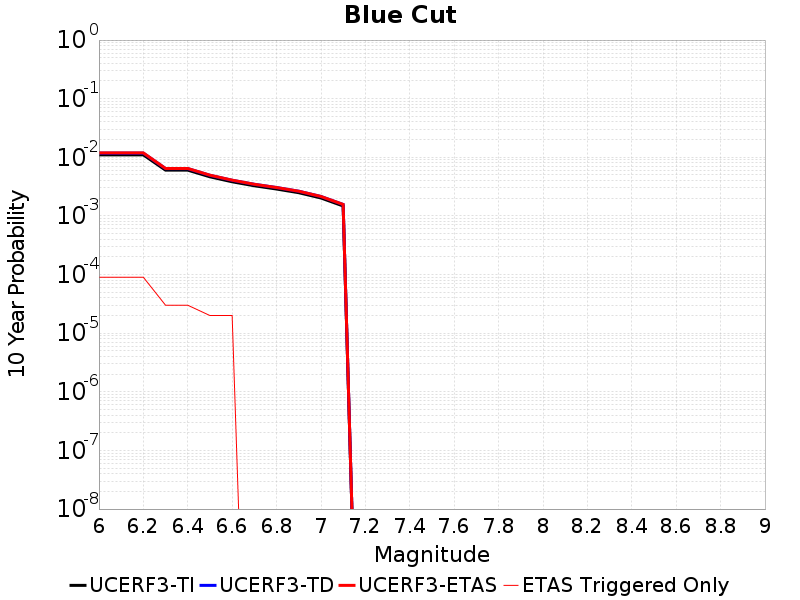 Blue Cut
10 Year Probability
10^0
10^-1
10^-2
10^-3
10^-4
10^-5
10^-6
10^-7
10^-8
6 6.2 6.4 6.6 6.8 7 7.2 7.4 7.6 7.8 8 8.2 8.4 8.6 8.8 9
Magnitude
UCERF3-TI UCERF3-TD UCERF3-ETAS ETAS Triggered Only